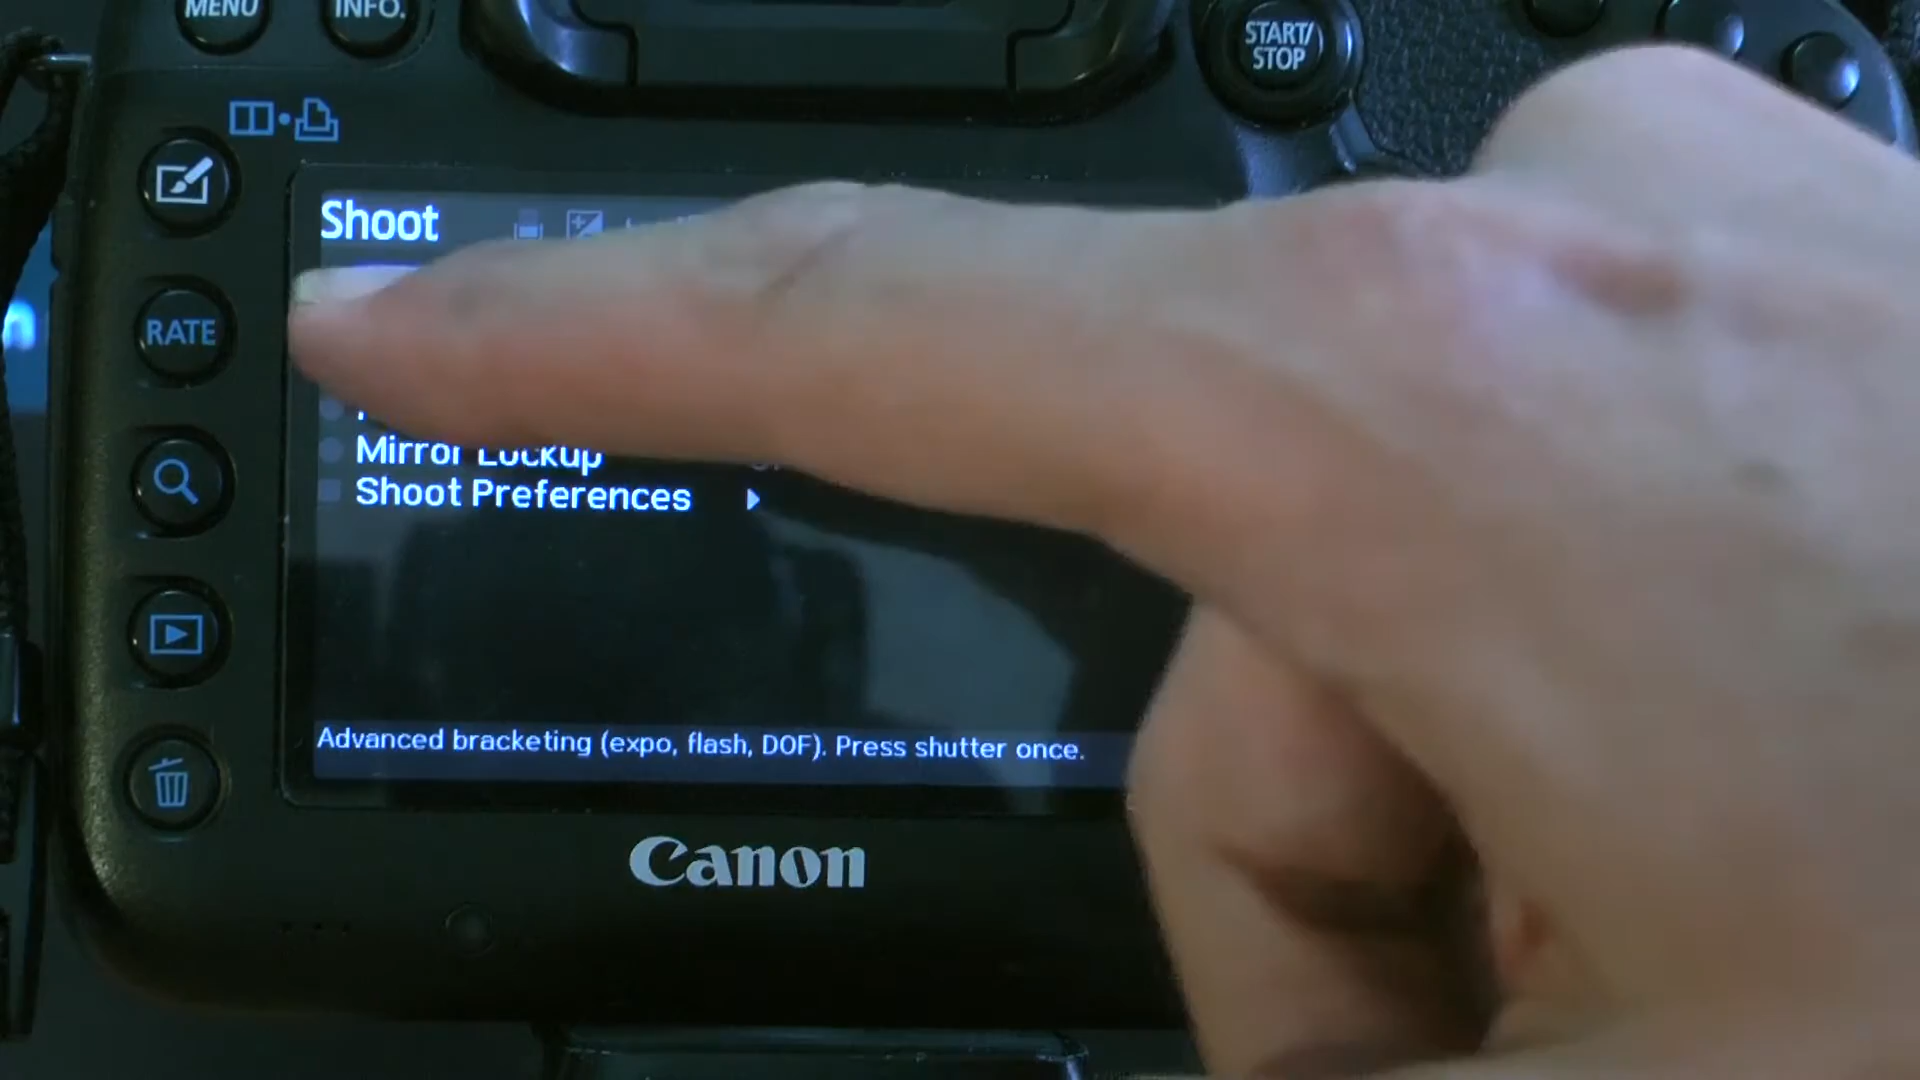 MENU
INFO.
START/
STOP
Shoot
RATE
Mirror Lockup
Shoot Preferences
Advanced bracketing (expo, flash, DOF). Press shutter once.
Canon